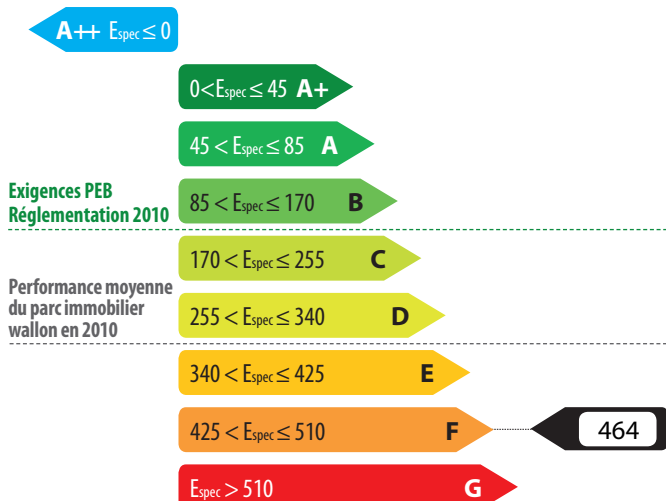 A++ Espec ≤ 0
0<Espec ≤ 45 A+
45 < Espec ≤ 85 A
Exigences PEB
Réglementation 2010
85 < Espec ≤ 170 B
170 < Espec ≤ 255 C
Performance moyenne
du parc immobilier
wallon en 2010
255 < Espec ≤ 340 D
340 < Espec ≤ 425 E
425 < Espec ≤ 510 F
464
Espec > 510 G